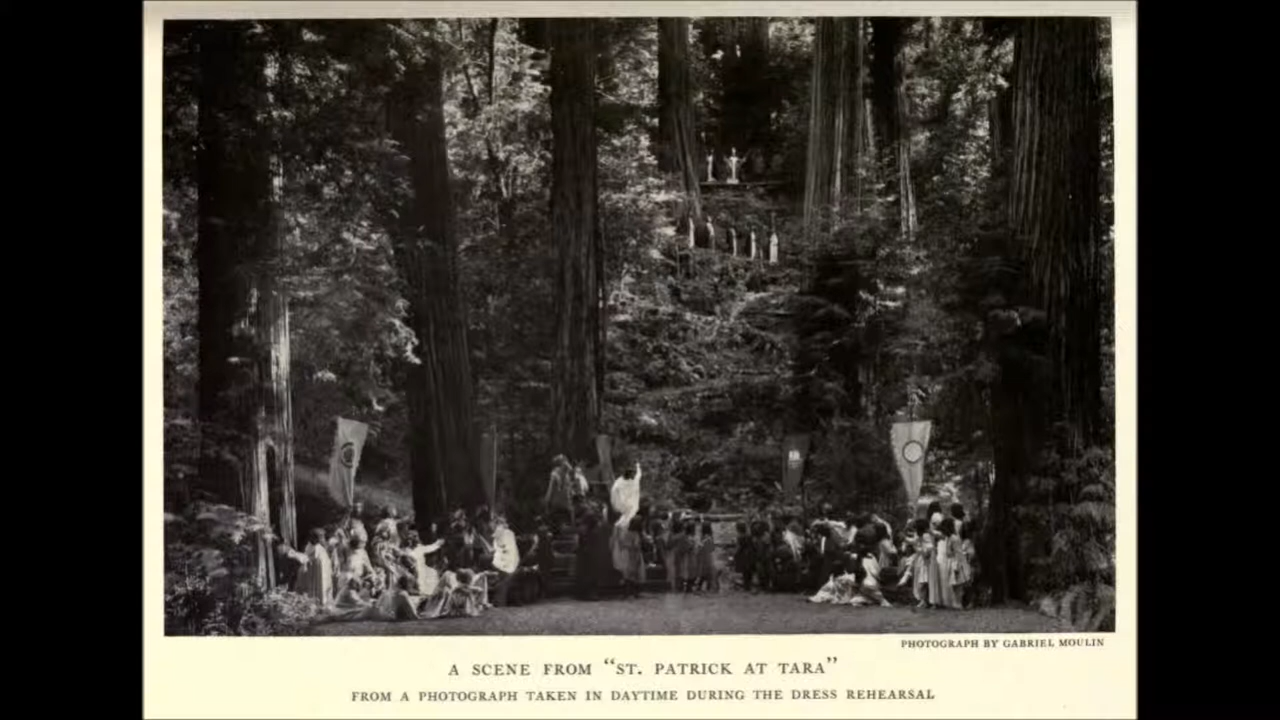 PHOTOGRAPH BY GABRIEL MOULIN
A SCENE FROM "ST. PATRICK AT TARA"
FROM A PHOTOGRAPH TAKEN IN DAYTIME DURING THE DRESS REHEARSAL